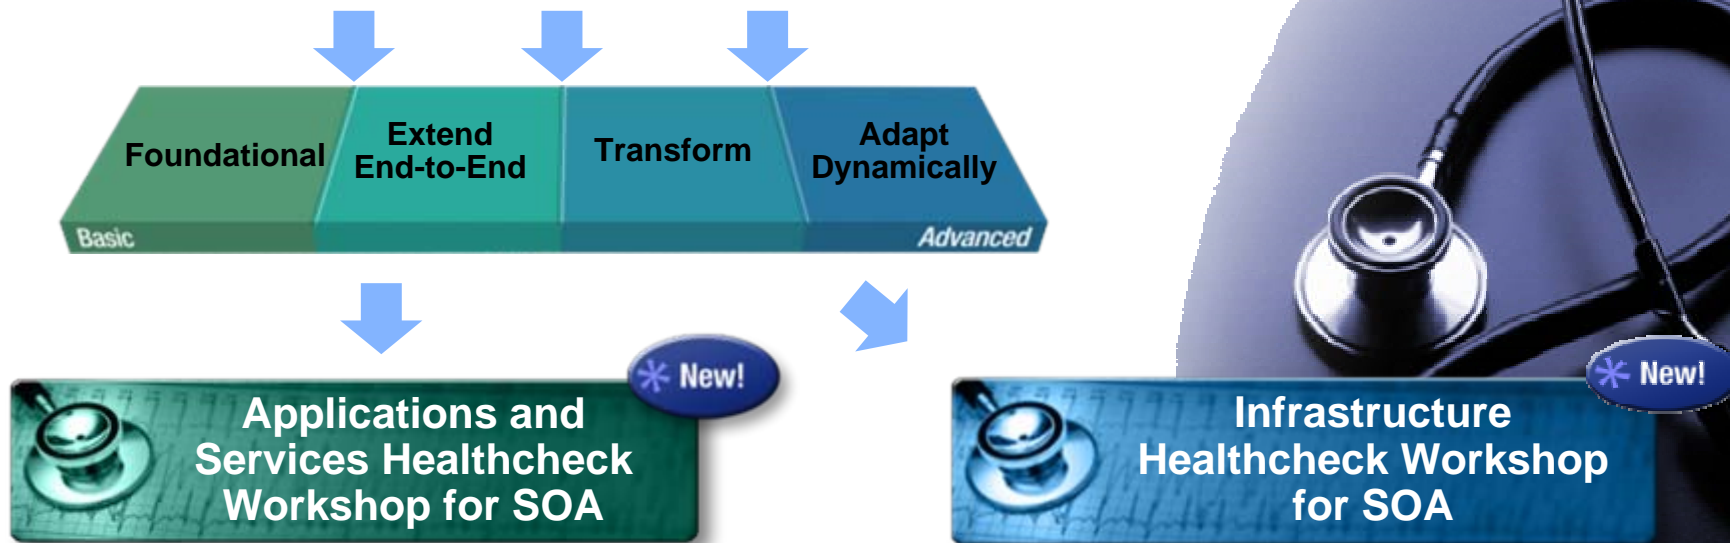 Foundational
Extend
End-to-End
Transform
Adapt
Dynamically
Basic
Advanced
New!
Applications and
Services Healthcheck
Workshop for SOA
New!
Infrastructure
Healthcheck Workshop
for SOA